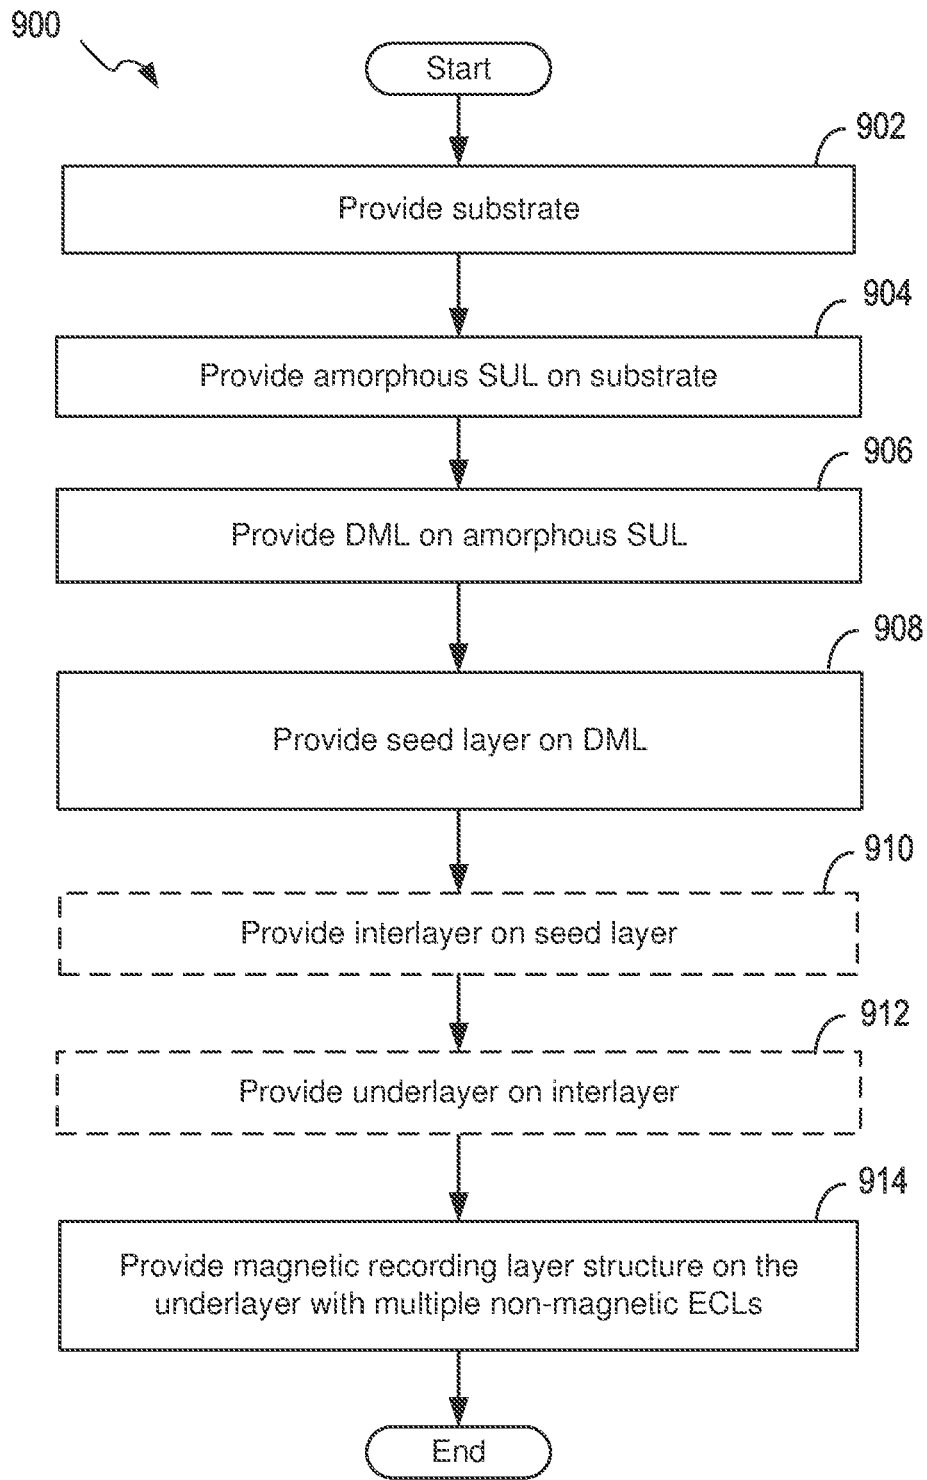 900
Start
902
Provide substrate
904
Provide amorphous SUL on substrate
906
Provide DML on amorphous SUL
908
Provide seed layer on DML
910
Provide interlayer on seed layer
912
Provide underlayer on interlayer
914
Provide magnetic recording layer structure on the
underlayer with multiple non-magnetic ECLs
End